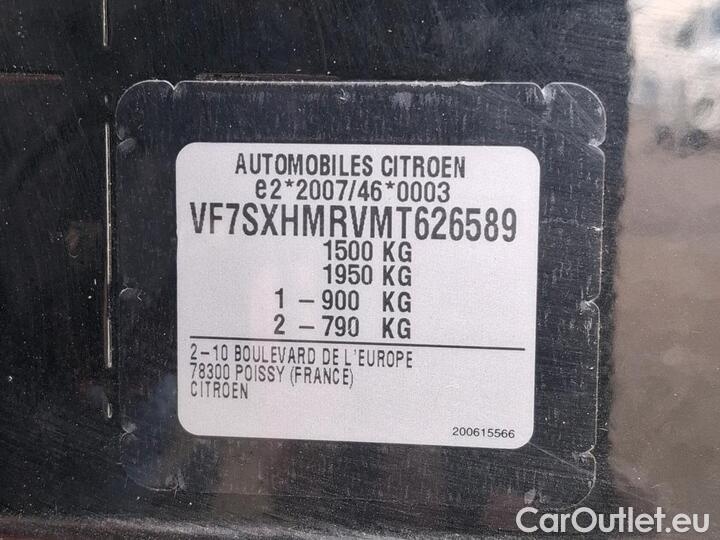 AUTOMOBILES CITROEN
e2*2007/46*0003
VF7SXHMRVMT626589
1500 KG
1950 KG
1 – 900 KG
2 – 790 KG
2–10 BOULEVARD DE L'EUROPE
78300 POISSY (FRANCE)
CITROEN
200615566
CarOutlet.eu